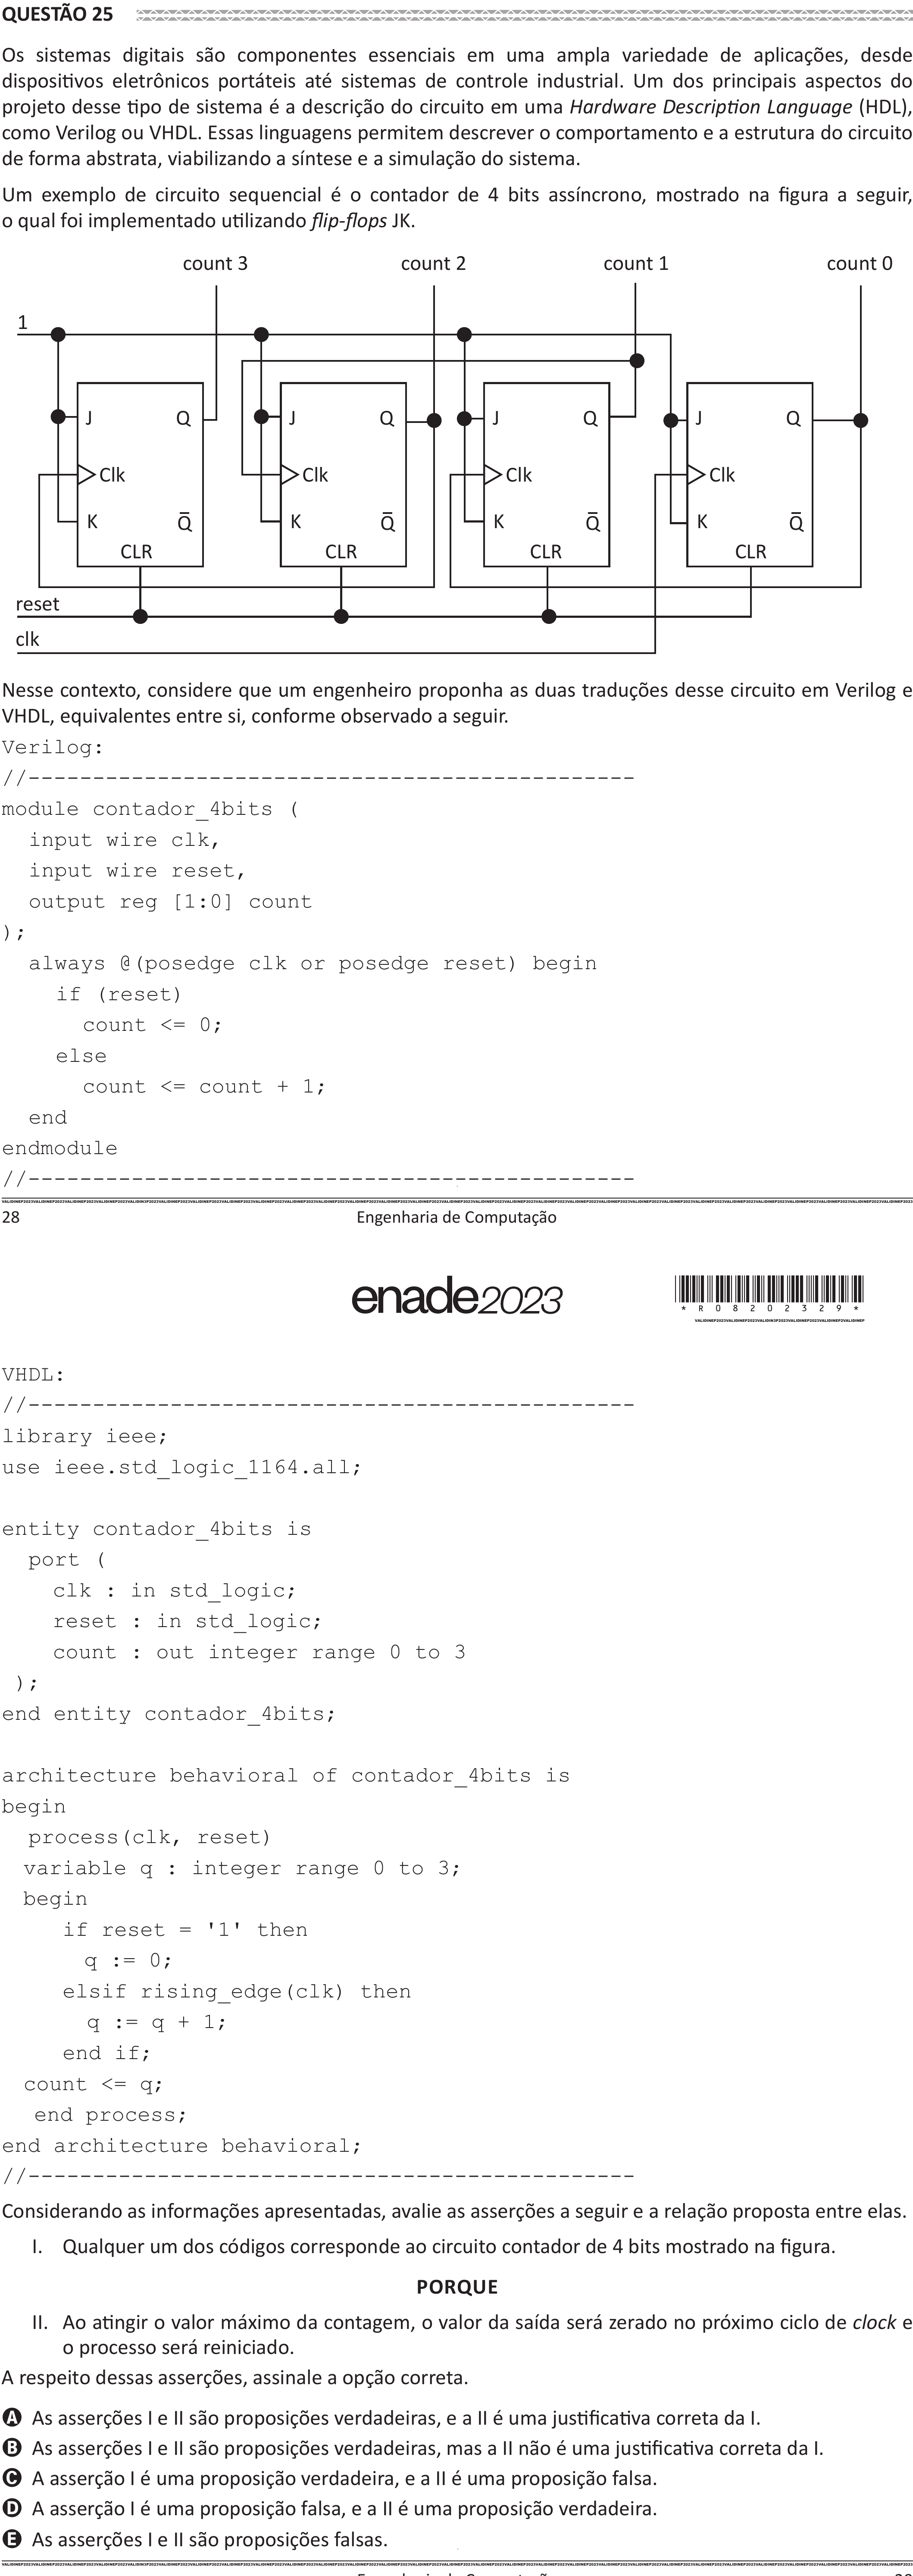 QUESTÃO 25
Os sistemas digitais são componentes essenciais em uma ampla variedade de aplicações, desde
dispositivos eletrônicos portáteis até sistemas de controle industrial. Um dos principais aspectos do
projeto desse tipo de sistema é a descrição do circuito em uma Hardware Description Language (HDL),
como Verilog ou VHDL. Essas linguagens permitem descrever o comportamento e a estrutura do circuito
de forma abstrata, viabilizando a síntese e a simulação do sistema.
Um exemplo de circuito sequencial é o contador de 4 bits assíncrono, mostrado na figura a seguir,
o qual foi implementado utilizando flip-flops JK.
count 3 count 2 count 1 count 0
1
J Q J Q J Q J Q
Clk Clk Clk Clk
K Q̄ K Q̄ K Q̄ K Q̄
CLR CLR CLR CLR
reset
clk
Nesse contexto, considere que um engenheiro proponha as duas traduções desse circuito em Verilog e
VHDL, equivalentes entre si, conforme observado a seguir.
Verilog:
//-----------------------------------------------
module contador_4bits (
input wire clk,
input wire reset,
output reg [1:0] count
);
always @(posedge clk or posedge reset) begin
if (reset)
count <= 0;
else
count <= count + 1;
end
endmodule
//-----------------------------------------------
28 Engenharia de Computação
enade2023
* R 0 8 2 0 2 3 2 9 *
VHDL:
//-----------------------------------------------
library ieee;
use ieee.std_logic_1164.all;
entity contador_4bits is
port (
clk : in std_logic;
reset : in std_logic;
count : out integer range 0 to 3
);
end entity contador_4bits;
architecture behavioral of contador_4bits is
begin
process(clk, reset)
variable q : integer range 0 to 3;
begin
if reset = '1' then
q := 0;
elsif rising_edge(clk) then
q := q + 1;
end if;
count <= q;
end process;
end architecture behavioral;
//-----------------------------------------------
Considerando as informações apresentadas, avalie as asserções a seguir e a relação proposta entre elas.
I. Qualquer um dos códigos corresponde ao circuito contador de 4 bits mostrado na figura.
PORQUE
II. Ao atingir o valor máximo da contagem, o valor da saída será zerado no próximo ciclo de clock e
o processo será reiniciado.
A respeito dessas asserções, assinale a opção correta.
A As asserções I e II são proposições verdadeiras, e a II é uma justificativa correta da I.
B As asserções I e II são proposições verdadeiras, mas a II não é uma justificativa correta da I.
C A asserção I é uma proposição verdadeira, e a II é uma proposição falsa.
D A asserção I é uma proposição falsa, e a II é uma proposição verdadeira.
E As asserções I e II são proposições falsas.